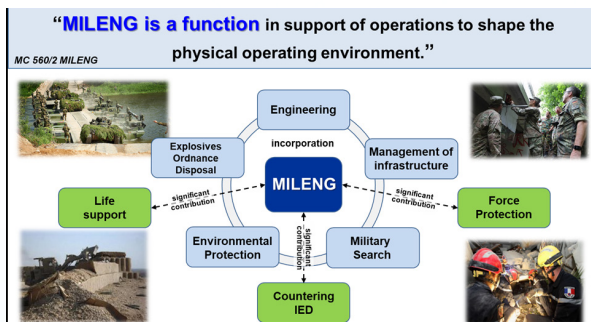 “MILENG is a function in support of operations to shape the
physical operating environment.”
MC 560/2 MILENG
Engineering
incorporation
Explosives
Ordnance
Disposal
Management of
infrastructure
MILENG
Life
support
significant
contribution
significant
contribution
Force
Protection
Environmental
Protection
significant
contribution
Military
Search
Countering
IED